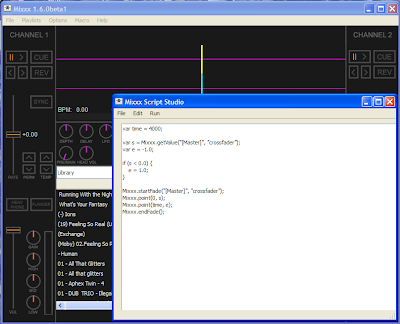 Mixxx 1.6.0beta1
File Playlists Options Macro Help
CHANNEL 1
CHANNEL 2
CUE
CUE
REV
REV
SYNC
BPM: 0.00
+0.00
DEPTH DELAY LFO
RATE PERM TEMP
HEAD VOL
Library
HEAD PHONE
FLANGER
Running With the Nigh
What's Your Fantasy
(-) Ions
(19) Feeling So Real (U
(Exchange)
(Moby) 02.Feeling So R
- Human
01 - All That Glitters
01 - All that glitters
01 - Aphex Twin - 4
01 - DUB TRIO - Illega
GAIN
HIGH
MID
LOW
VOL
Mixxx Script Studio
File Edit Run
var time = 4000;
var s = Mixxx.getValue("[Master]", "crossfader");
var e = -1.0;
if (s < 0.0) {
e = 1.0;
}
Mixxx.startFade("[Master]", "crossfader");
Mixxx.point(0, s);
Mixxx.point(time, e);
Mixxx.endFade();